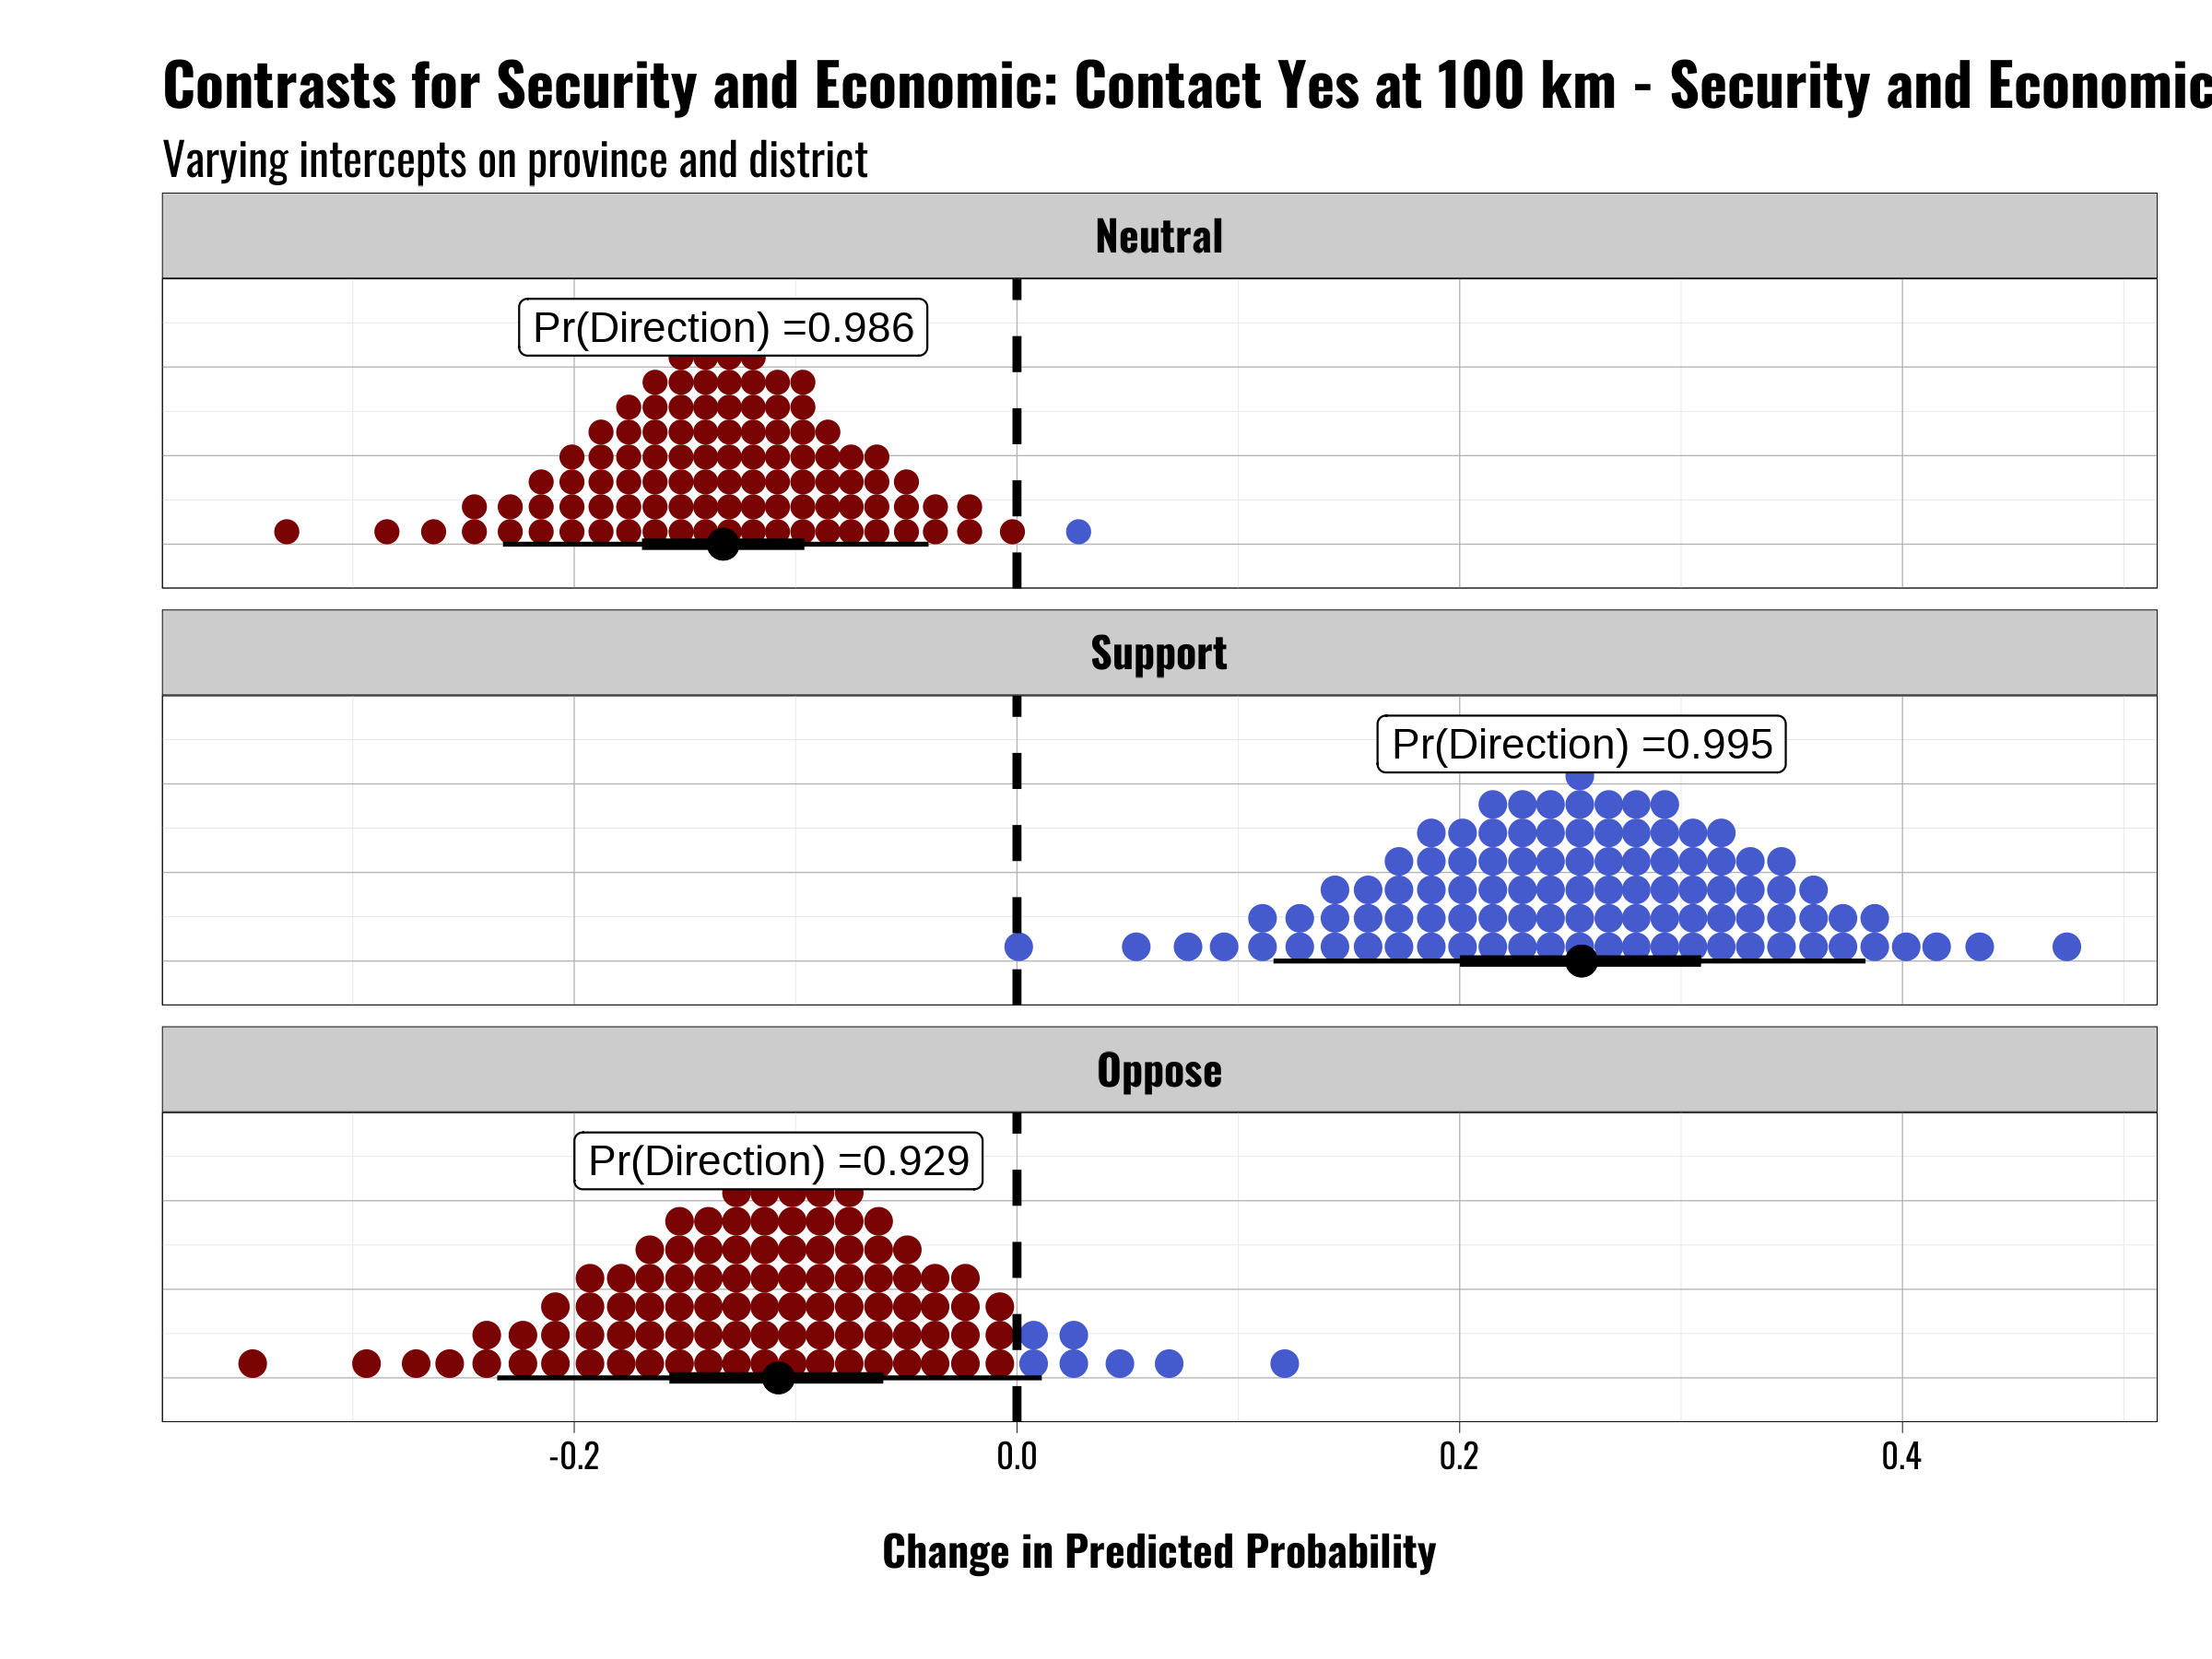 Contrasts for Security and Economic: Contact Yes at 100 km - Security and Economic
Varying intercepts on province and district
Neutral
Pr(Direction) =0.986
Support
Pr(Direction) =0.995
Oppose
Pr(Direction) =0.929
-0.2 0.0 0.2 0.4
Change in Predicted Probability